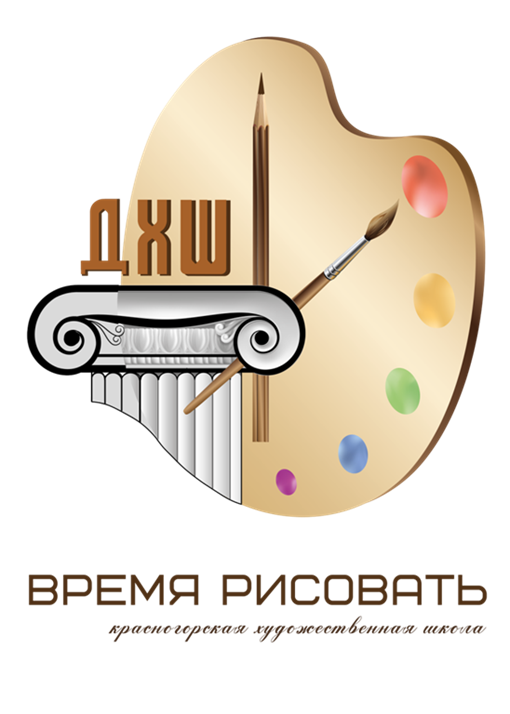 ДХШ
ВРЕМЯ РИСОВАТЬ
красногорская художественная школа